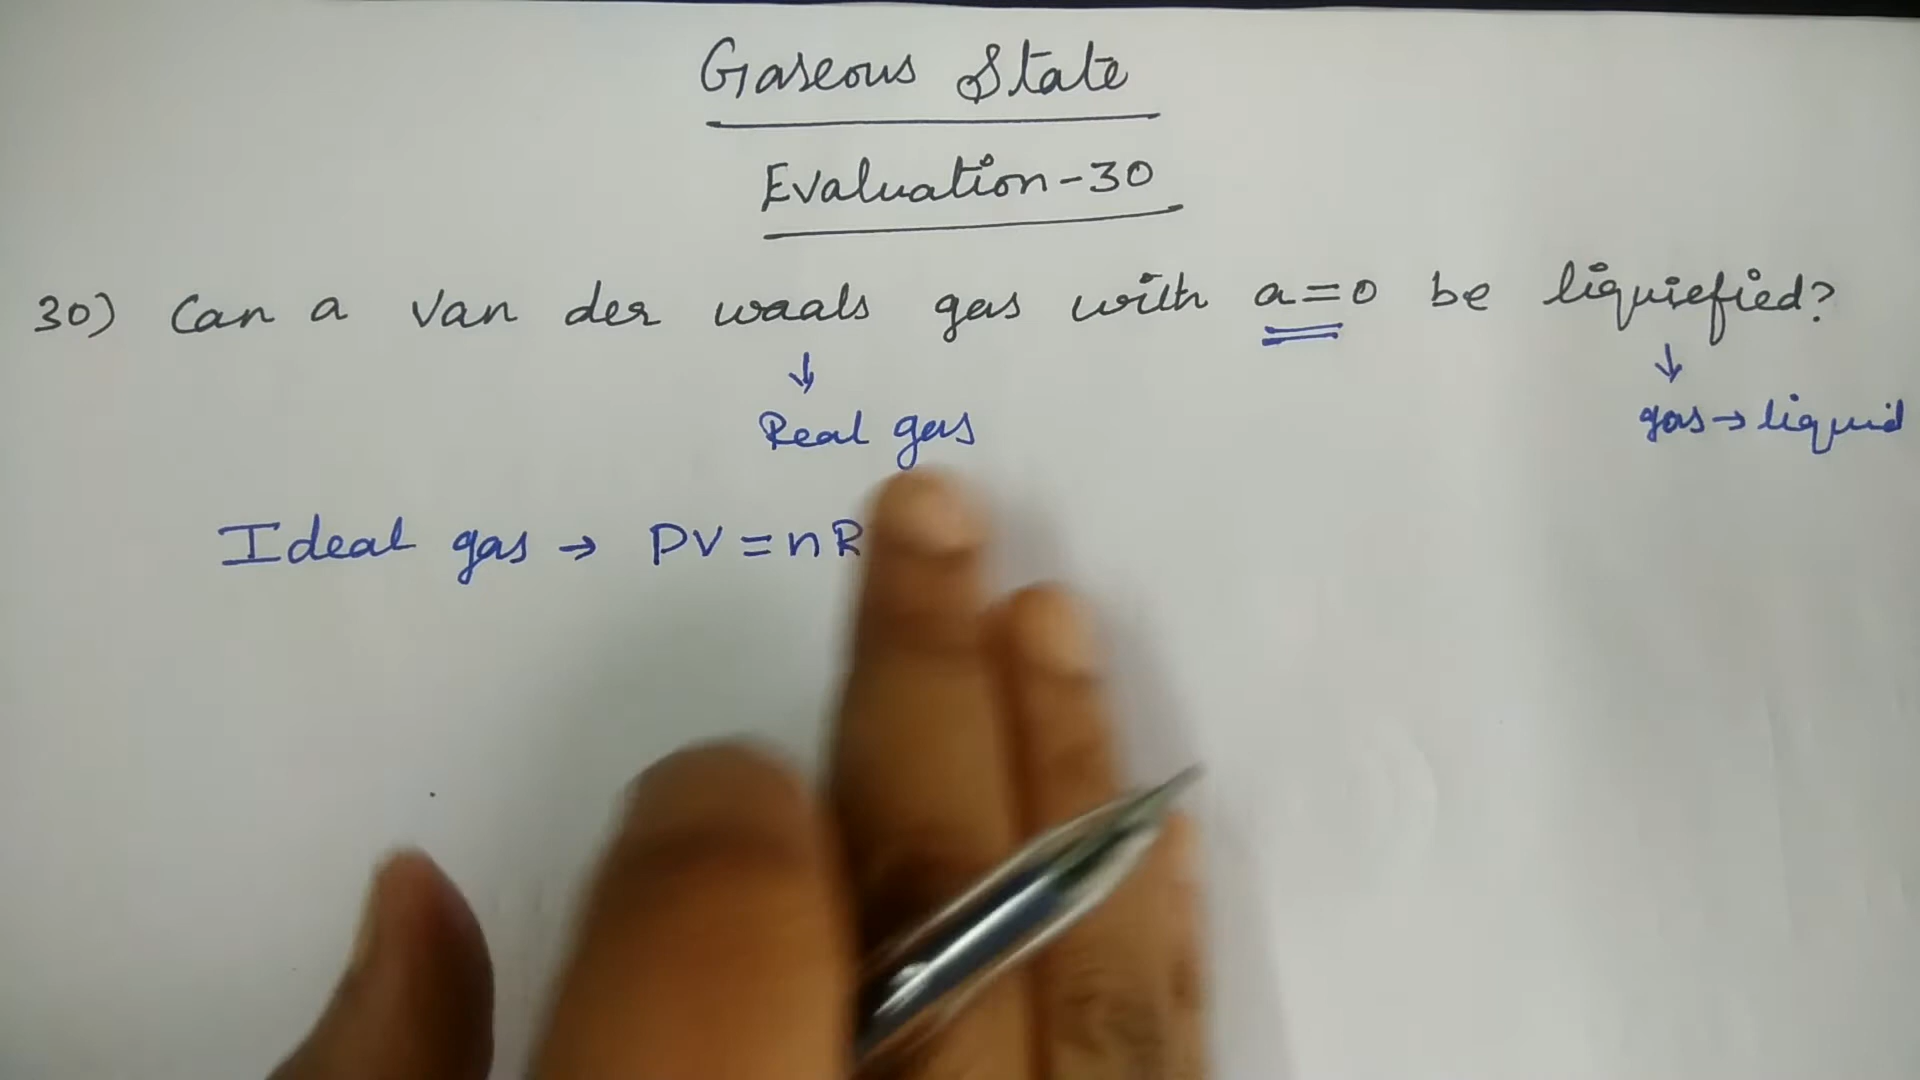 Gaseous State
Evaluation-30
30) Can a Van der waals gas with a=0 be liquiefied?
↓ ↓
Real gas gas→liquid
Ideal gas → PV=nR